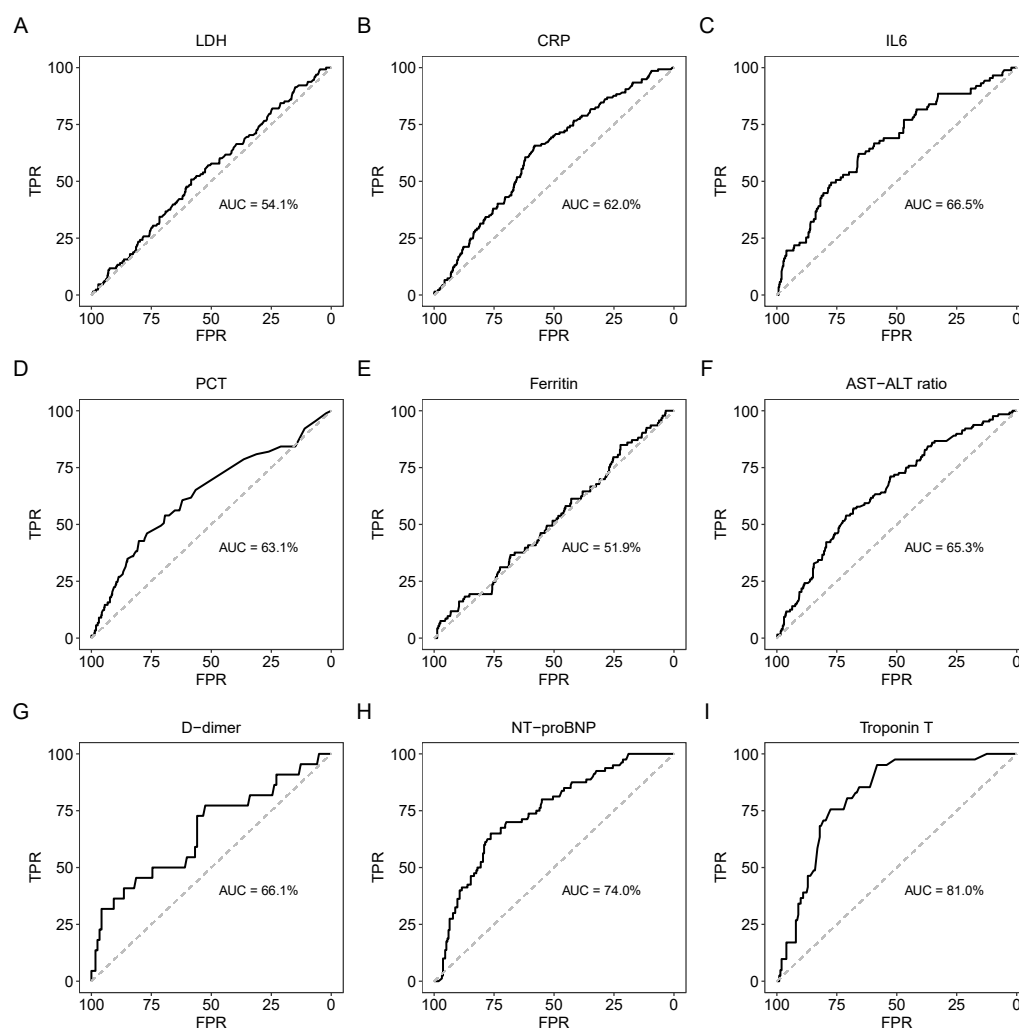 A
LDH
100
75
50
25
0
TPR
AUC = 54.1%
100 75 50 25 0
FPR
B
CRP
100
75
50
25
0
TPR
AUC = 62.0%
100 75 50 25 0
FPR
C
IL6
100
75
50
25
0
TPR
AUC = 66.5%
100 75 50 25 0
FPR
D
PCT
100
75
50
25
0
TPR
AUC = 63.1%
100 75 50 25 0
FPR
E
Ferritin
100
75
50
25
0
TPR
AUC = 51.9%
100 75 50 25 0
FPR
F
AST−ALT ratio
100
75
50
25
0
TPR
AUC = 65.3%
100 75 50 25 0
FPR
G
D−dimer
100
75
50
25
0
TPR
AUC = 66.1%
100 75 50 25 0
FPR
H
NT−proBNP
100
75
50
25
0
TPR
AUC = 74.0%
100 75 50 25 0
FPR
I
Troponin T
100
75
50
25
0
TPR
AUC = 81.0%
100 75 50 25 0
FPR